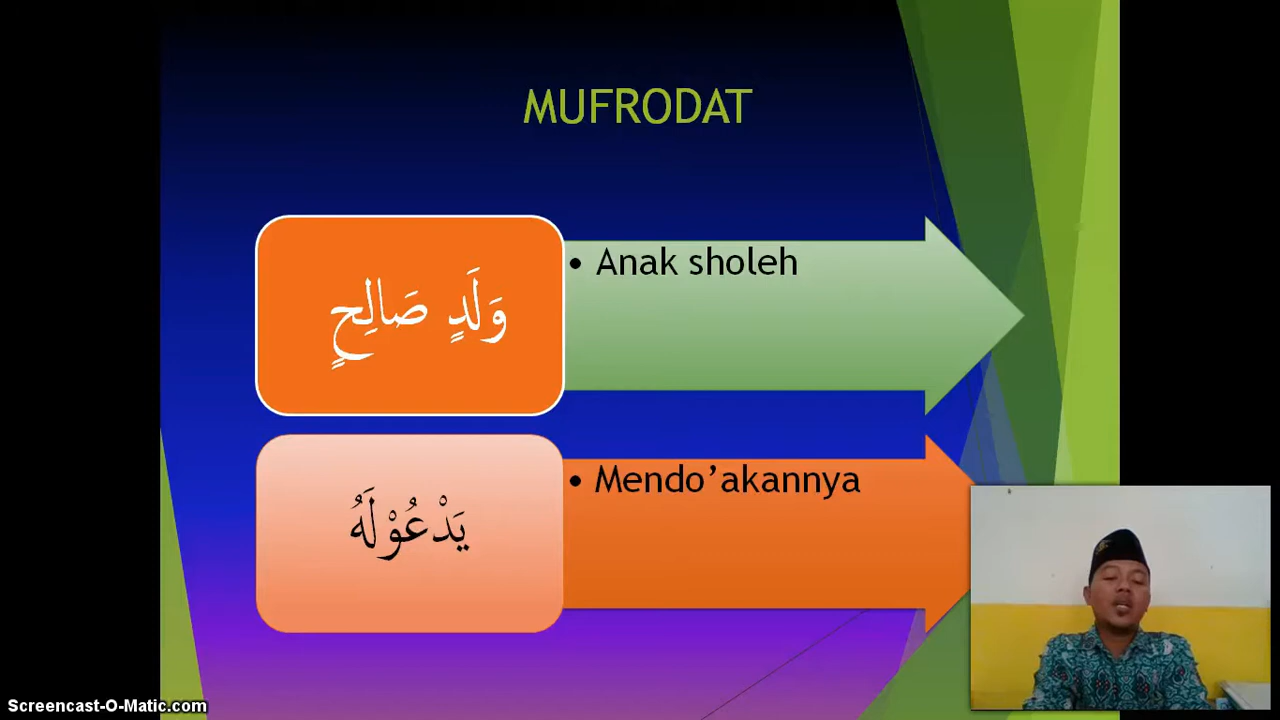 MUFRODAT
وَلَدٍ صَالِحٍ
• Anak sholeh
يَدْعُوْلَهُ
• Mendo’akannya
Screencast-O-Matic.com